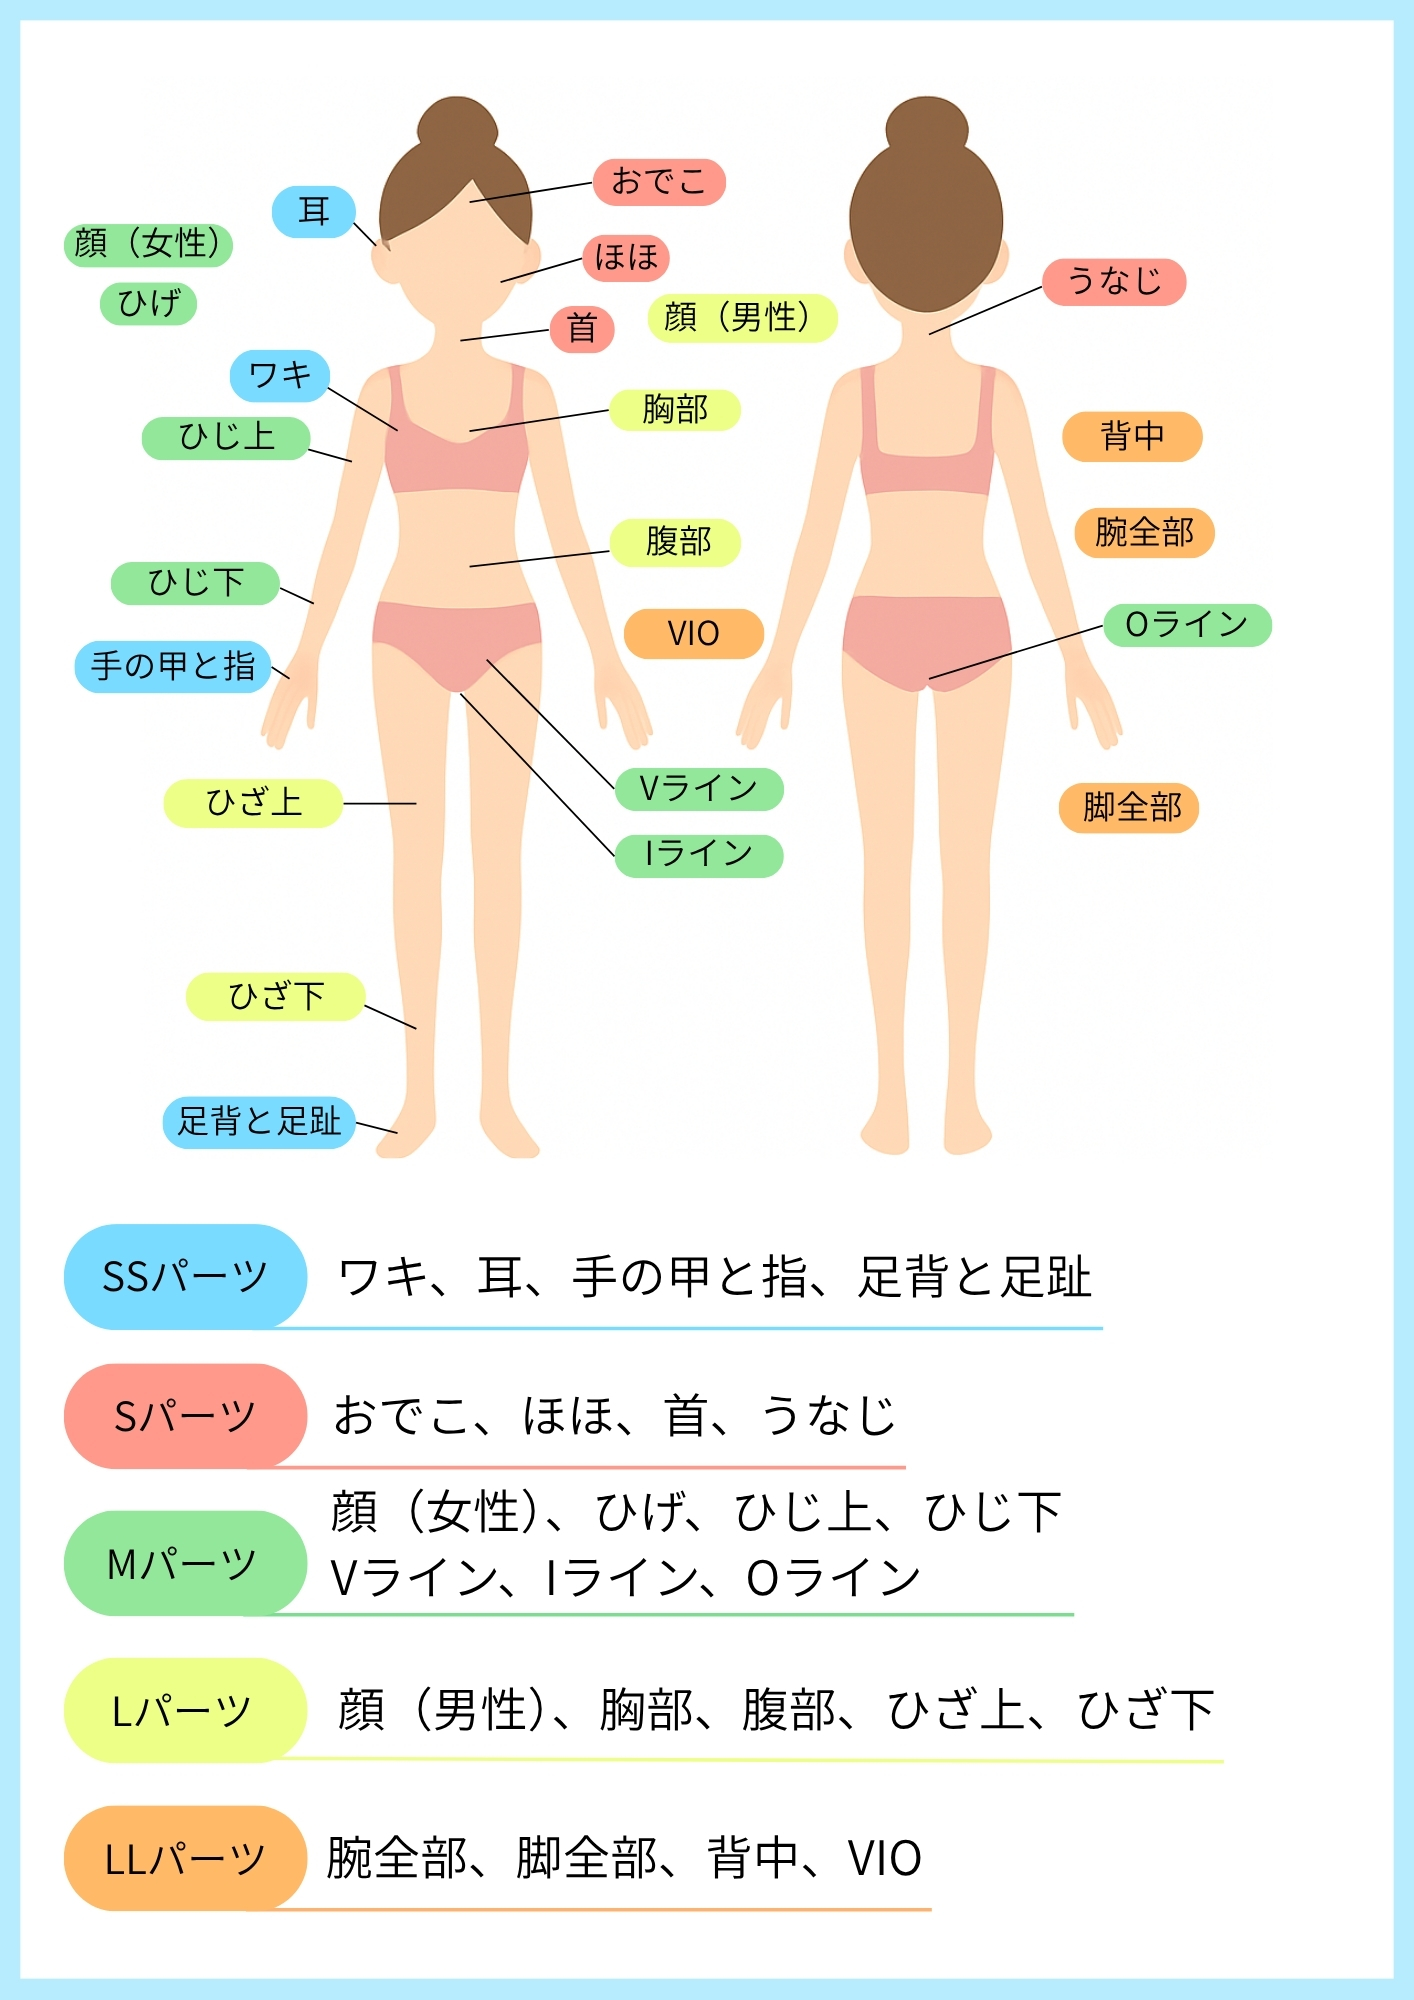 おでこ
耳
顔（女性）
ほほ
うなじ
ひげ
首
顔（男性）
ワキ
胸部
ひじ上
背中
腹部
腕全部
ひじ下
VIO
Oライン
手の甲と指
Vライン
ひざ上
脚全部
Iライン
ひざ下
足背と足趾
SSパーツ
ワキ、耳、手の甲と指、足背と足趾
Sパーツ
おでこ、ほほ、首、うなじ
Mパーツ
顔（女性）、ひげ、ひじ上、ひじ下
Vライン、Iライン、Oライン
Lパーツ
顔（男性）、胸部、腹部、ひざ上、ひざ下
LLパーツ
腕全部、脚全部、背中、VIO